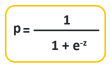 p = 1 / (1 + e^-z)